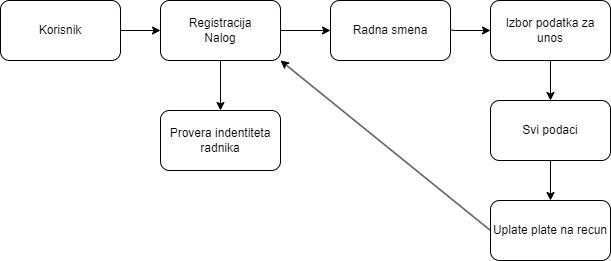 Korisnik
Registracija
Nalog
Radna smena
Izbor podatka za
unos
Provera indentiteta
radnika
Svi podaci
Uplate plate na recun